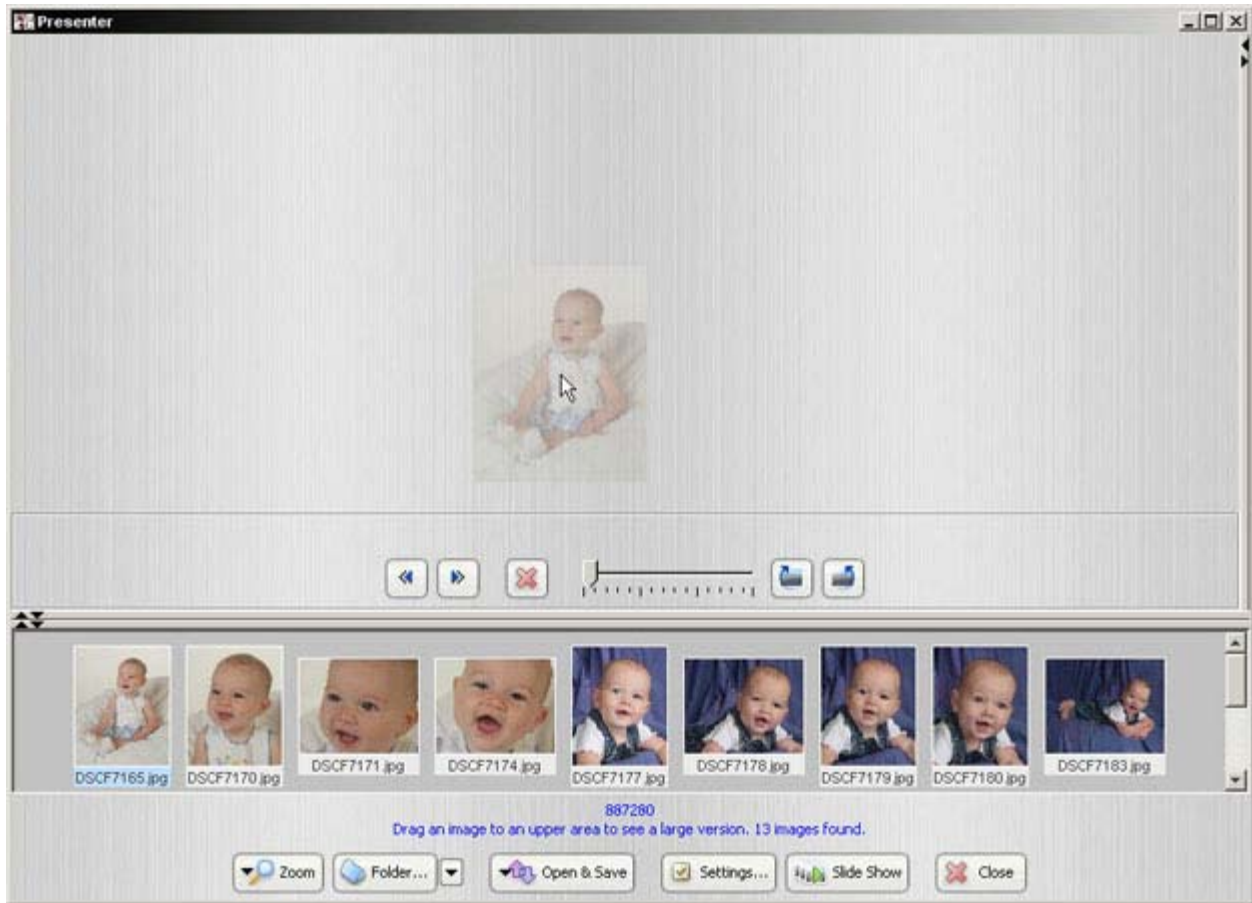 Presenter
DSCF7165.jpg
DSCF7170.jpg
DSCF7171.jpg
DSCF7174.jpg
DSCF7177.jpg
DSCF7178.jpg
DSCF7179.jpg
DSCF7180.jpg
DSCF7183.jpg
887280
Drag an image to an upper area to see a large version. 13 images found.
Zoom
Folder...
Open & Save
Settings...
Slide Show
Close